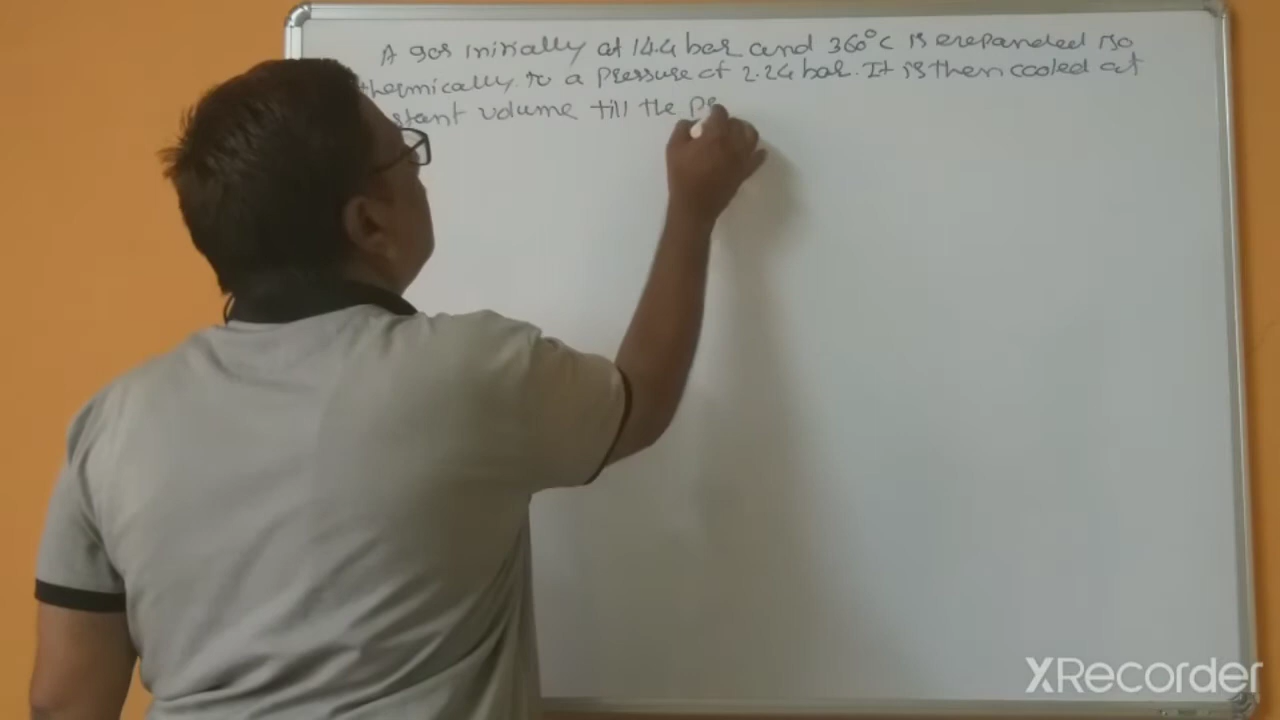 A gas initially at 14.4 bar and 360°C is expanded iso
thermically to a pressure of 2.24 bar. It is then cooled at
stant volume till the pr
XRecorder